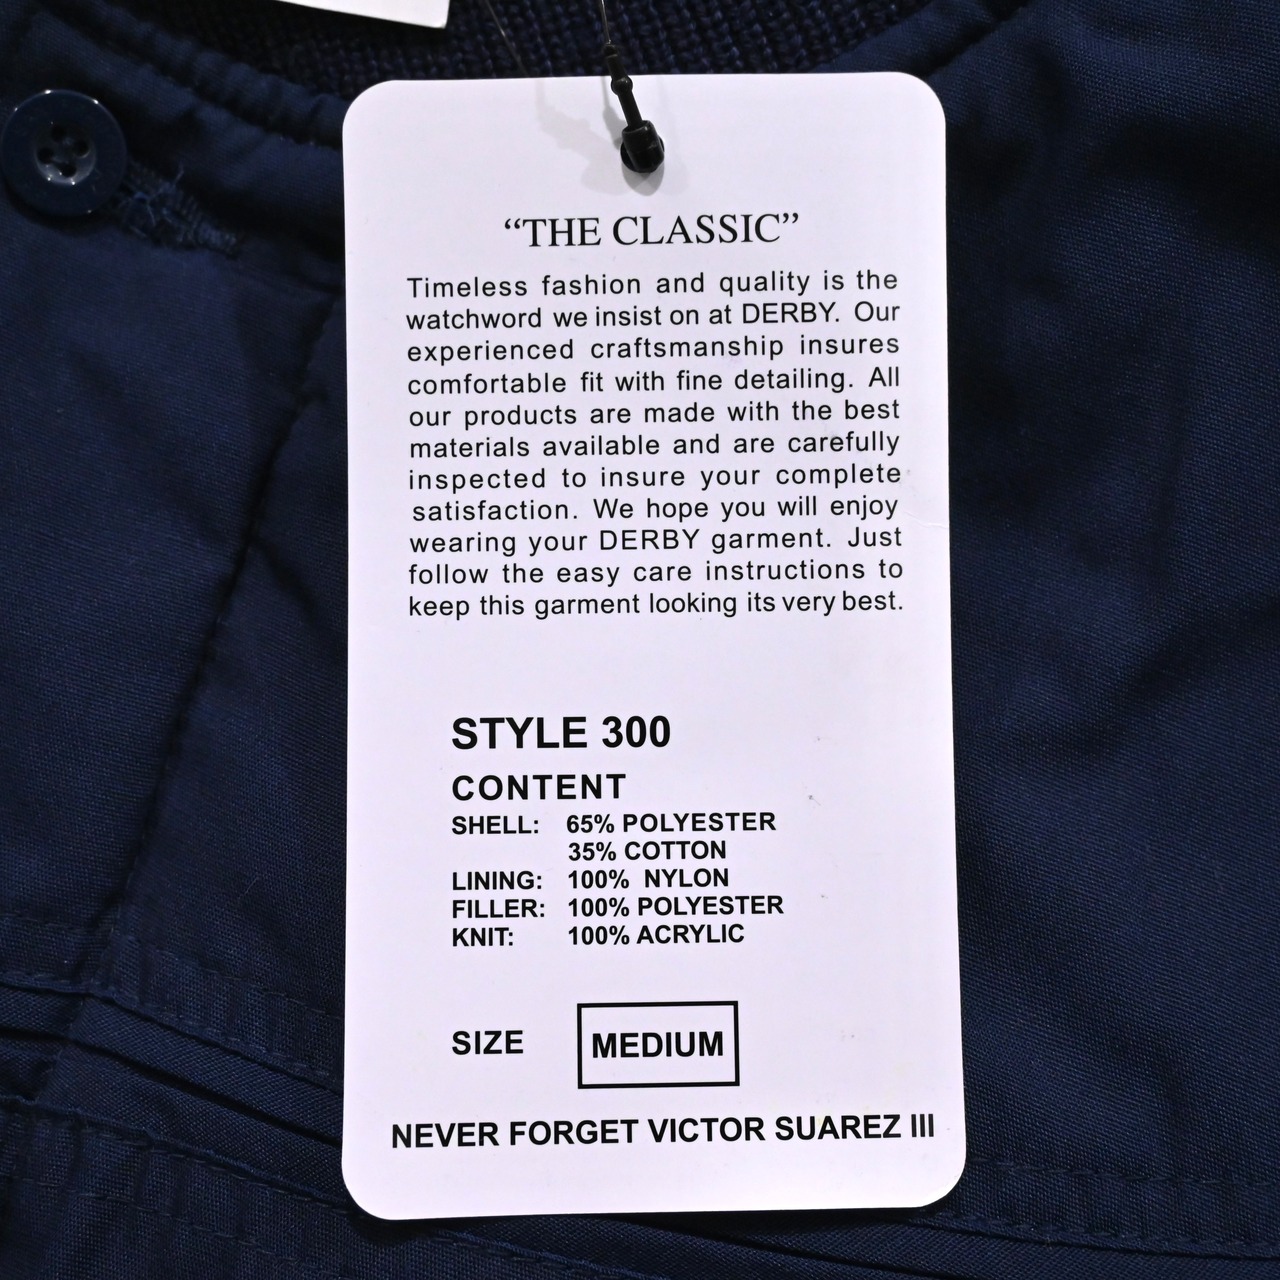 “THE CLASSIC”
Timeless fashion and quality is the
watchword we insist on at DERBY. Our
experienced craftsmanship insures
comfortable fit with fine detailing. All
our products are made with the best
materials available and are carefully
inspected to insure your complete
satisfaction. We hope you will enjoy
wearing your DERBY garment. Just
follow the easy care instructions to
keep this garment looking its very best.
STYLE 300
CONTENT
SHELL: 65% POLYESTER
35% COTTON
LINING: 100% NYLON
FILLER: 100% POLYESTER
KNIT: 100% ACRYLIC
SIZE MEDIUM
NEVER FORGET VICTOR SUAREZ III